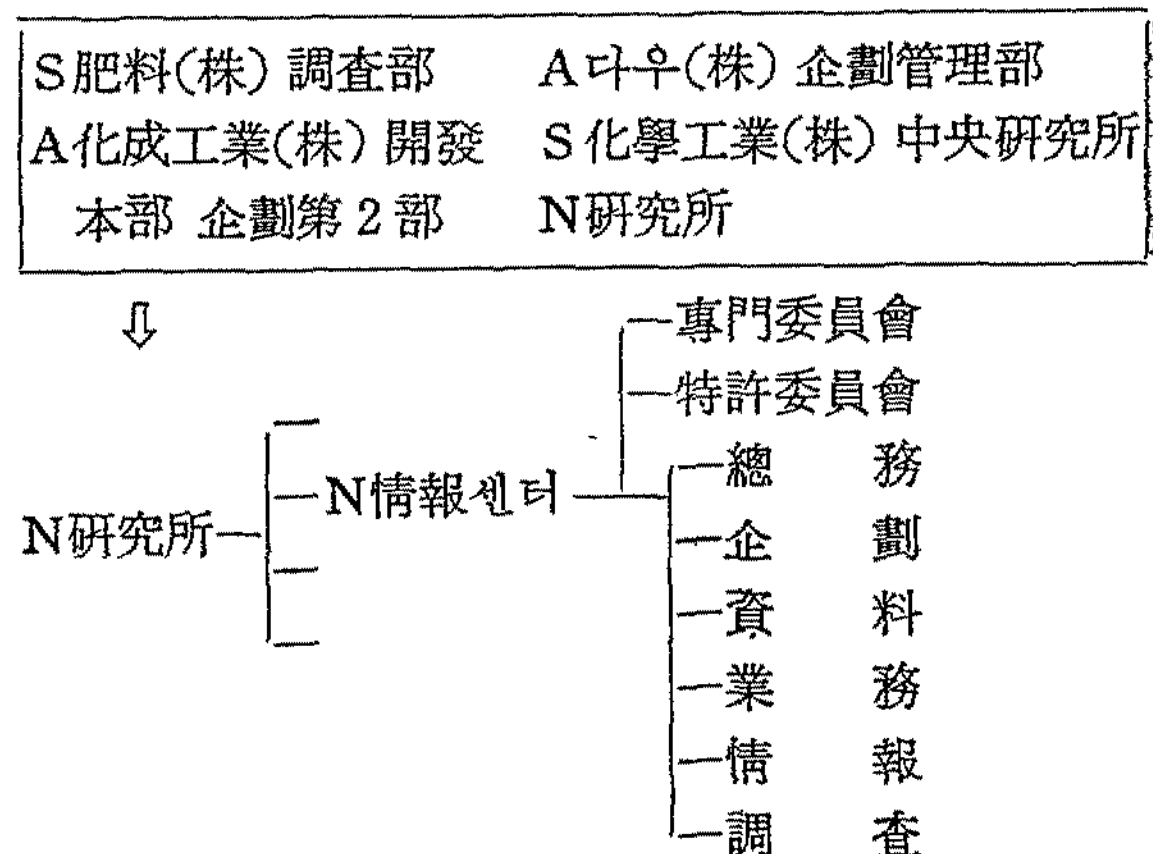 S肥料(株) 調査部 A다우(株) 企劃管理部
A化成工業(株) 開發 S化學工業(株) 中央硏究所
本部 企劃第2部 N硏究所
⇩
專門委員會
特許委員會
N硏究所
N情報센터
總 務
企 劃
資 料
業 務
情 報
調 査